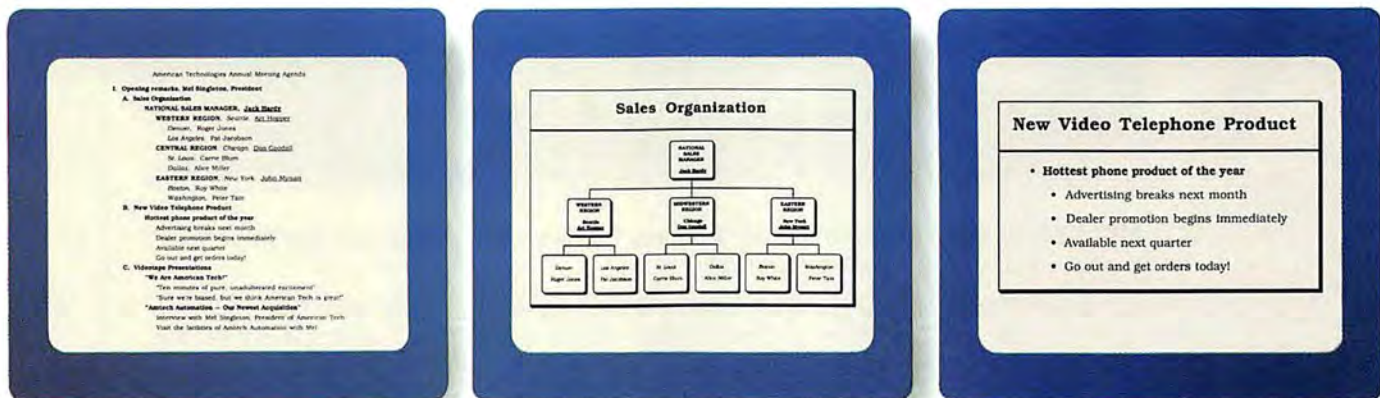 American Technologies Annual Meeting Agenda
I. Opening remarks, Mel Singleton, President
A. Sales Organization
NATIONAL SALES MANAGER, Jack Hardy
WESTERN REGION, Seattle, Art Hopper
Denver, Roger Jones
Los Angeles, Pat Jacobson
CENTRAL REGION, Chicago, Don Goodall
St. Louis, Carrie Blum
Dallas, Alice Miller
EASTERN REGION, New York, John
Boston, Roy White
Washington, Peter Tam
B. New Video Telephone Product
Hottest phone product of the year
Advertising breaks next month
Dealer promotion begins immediately
Available next quarter
Go out and get orders today!
C. Videotape Presentations
"We Are American Tech!"
"Ten minutes of pure, unadulterated excitement"
"Sure we're biased, but we think American Tech is great!"
"Amtech Automation — Our Newest Acquisition"
Interview with Mel Singleton, President of American Tech
Visit the facilities of Amtech Automation with Mel
Sales Organization
NATIONAL
SALES
MANAGER
Jack Hardy
WESTERN
REGION
Seattle
Art Hopper
MIDWESTERN
REGION
Chicago
Don Goodall
EASTERN
REGION
New York
John
Denver
Roger Jones
Los Angeles
Pat Jacobson
St. Louis
Carrie Blum
Dallas
Alice Miller
Boston
Roy White
Washington
Peter Tam
New Video Telephone Product
• Hottest phone product of the year
• Advertising breaks next month
• Dealer promotion begins immediately
• Available next quarter
• Go out and get orders today!